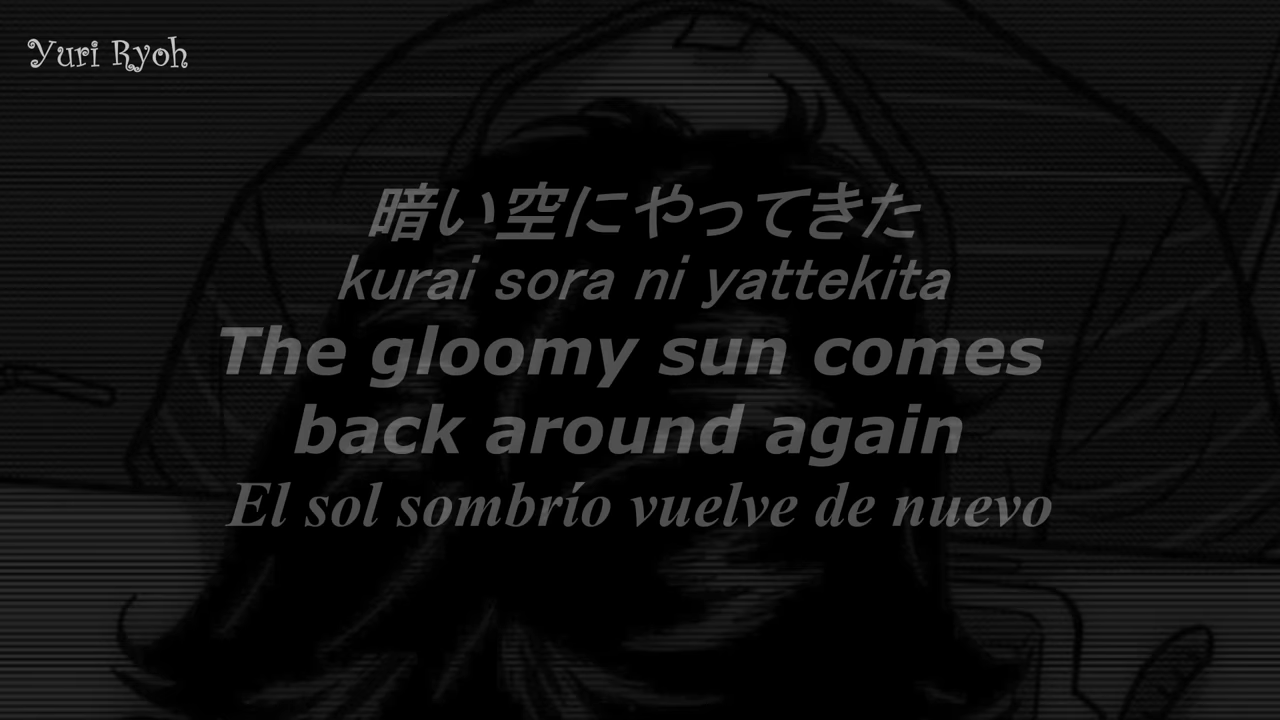 Yuri Ryoh
暗い空にやってきた
kurai sora ni yattekita
The gloomy sun comes
back around again
El sol sombrío vuelve de nuevo